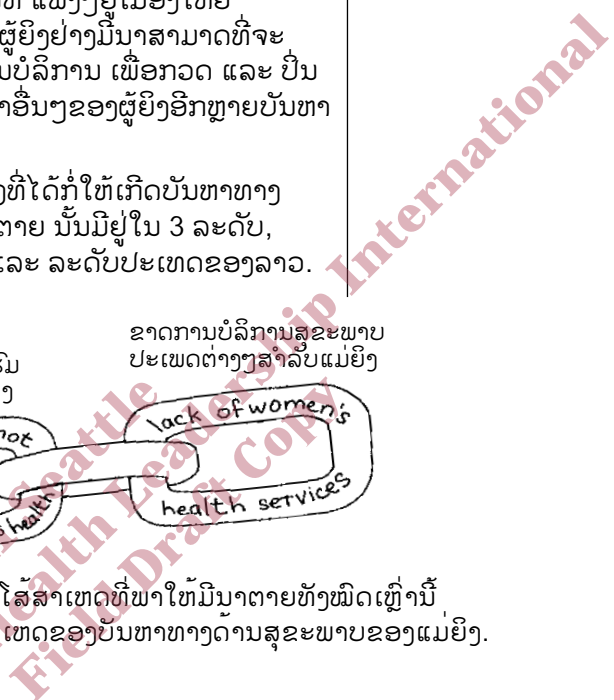 ຜູ້ຍິງຢ່າງມີນາສາມາດທີ່ຈະ
ບໍລິການ ເພື່ອກວດ ແລະ ປິ່ນ
ອື່ນໆຂອງຜູ້ຍິງອີກຫຼາຍບັນຫາ
ທີ່ໄດ້ກໍ່ໃຫ້ເກີດບັນຫາທາງ
ຕາຍ ນັ້ນມີຢູ່ໃນ 3 ລະດັບ,
ແລະ ລະດັບປະເທດຂອງລາວ.
ຂາດການບໍລິການສຸຂະພາບ
ປະເພດຕ່າງໆສຳລັບແມ່ຍິງ
not
health
lack of women's
health services
ໂສ້ສາເຫດທີ່ພາໃຫ້ມີນາຕາຍທັງໝົດເຫຼົ່ານີ້
ເຫດຂອງບັນຫາທາງດ້ານສຸຂະພາບຂອງແມ່ຍິງ.
Seattle
Health Leadership International
Field Draft Copy